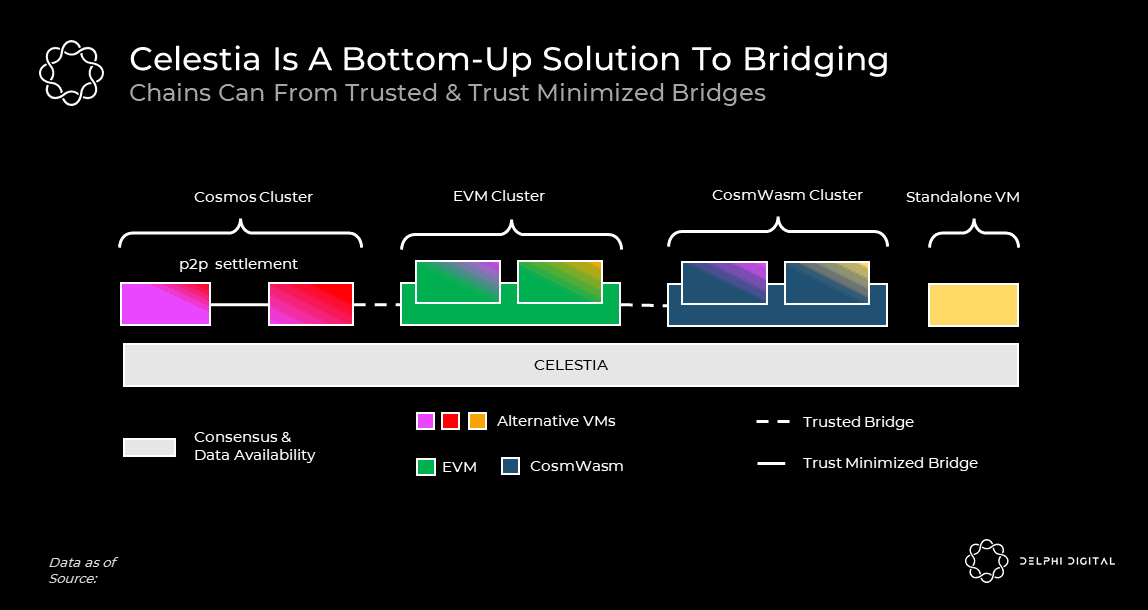 Celestia Is A Bottom-Up Solution To Bridging
Chains Can From Trusted & Trust Minimized Bridges
Cosmos Cluster
EVM Cluster
CosmWasm Cluster
Standalone VM
p2p settlement
CELESTIA
Consensus &
Data Availability
Alternative VMs
EVM
CosmWasm
Trusted Bridge
Trust Minimized Bridge
Data as of
Source:
DELPHI DIGITAL